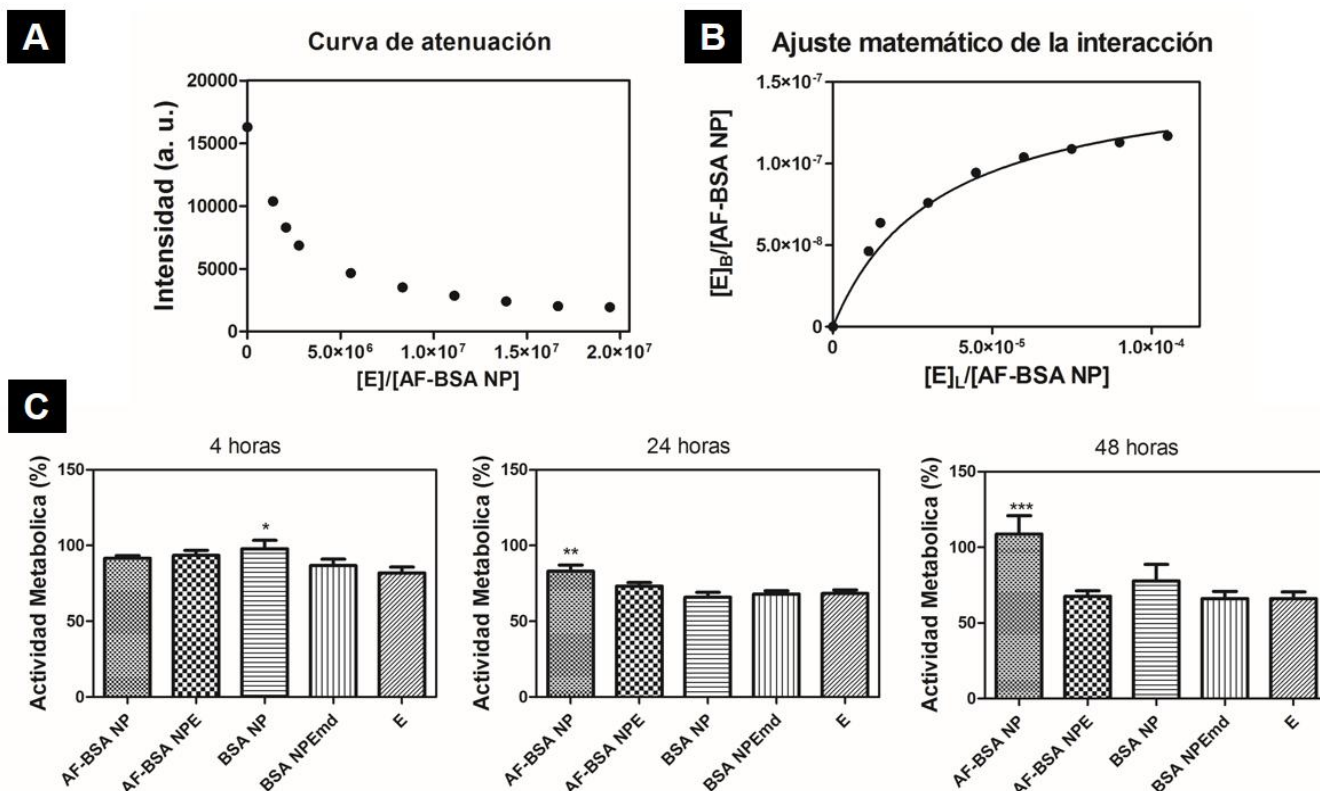 A
Curva de atenuación
Intensidad (a. u.)
20000
15000
10000
5000
0
0
5.0×10⁶
1.0×10⁷
1.5×10⁷
2.0×10⁷
[E]/[AF-BSA NP]
B
Ajuste matemático de la interacción
[E]B/[AF-BSA NP]
1.5×10⁻⁷
1.0×10⁻⁷
5.0×10⁻⁸
0
0
5.0×10⁻⁵
1.0×10⁻⁴
[E]L/[AF-BSA NP]
C
4 horas
Actividad Metabolica (%)
150
100
50
0
*
AF-BSA NP
AF-BSA NPE
BSA NP
BSA NPEmd
E
24 horas
Actividad Metabolica (%)
150
100
50
0
**
AF-BSA NP
AF-BSA NPE
BSA NP
BSA NPEmd
E
48 horas
Actividad Metabolica (%)
150
100
50
0
***
AF-BSA NP
AF-BSA NPE
BSA NP
BSA NPEmd
E